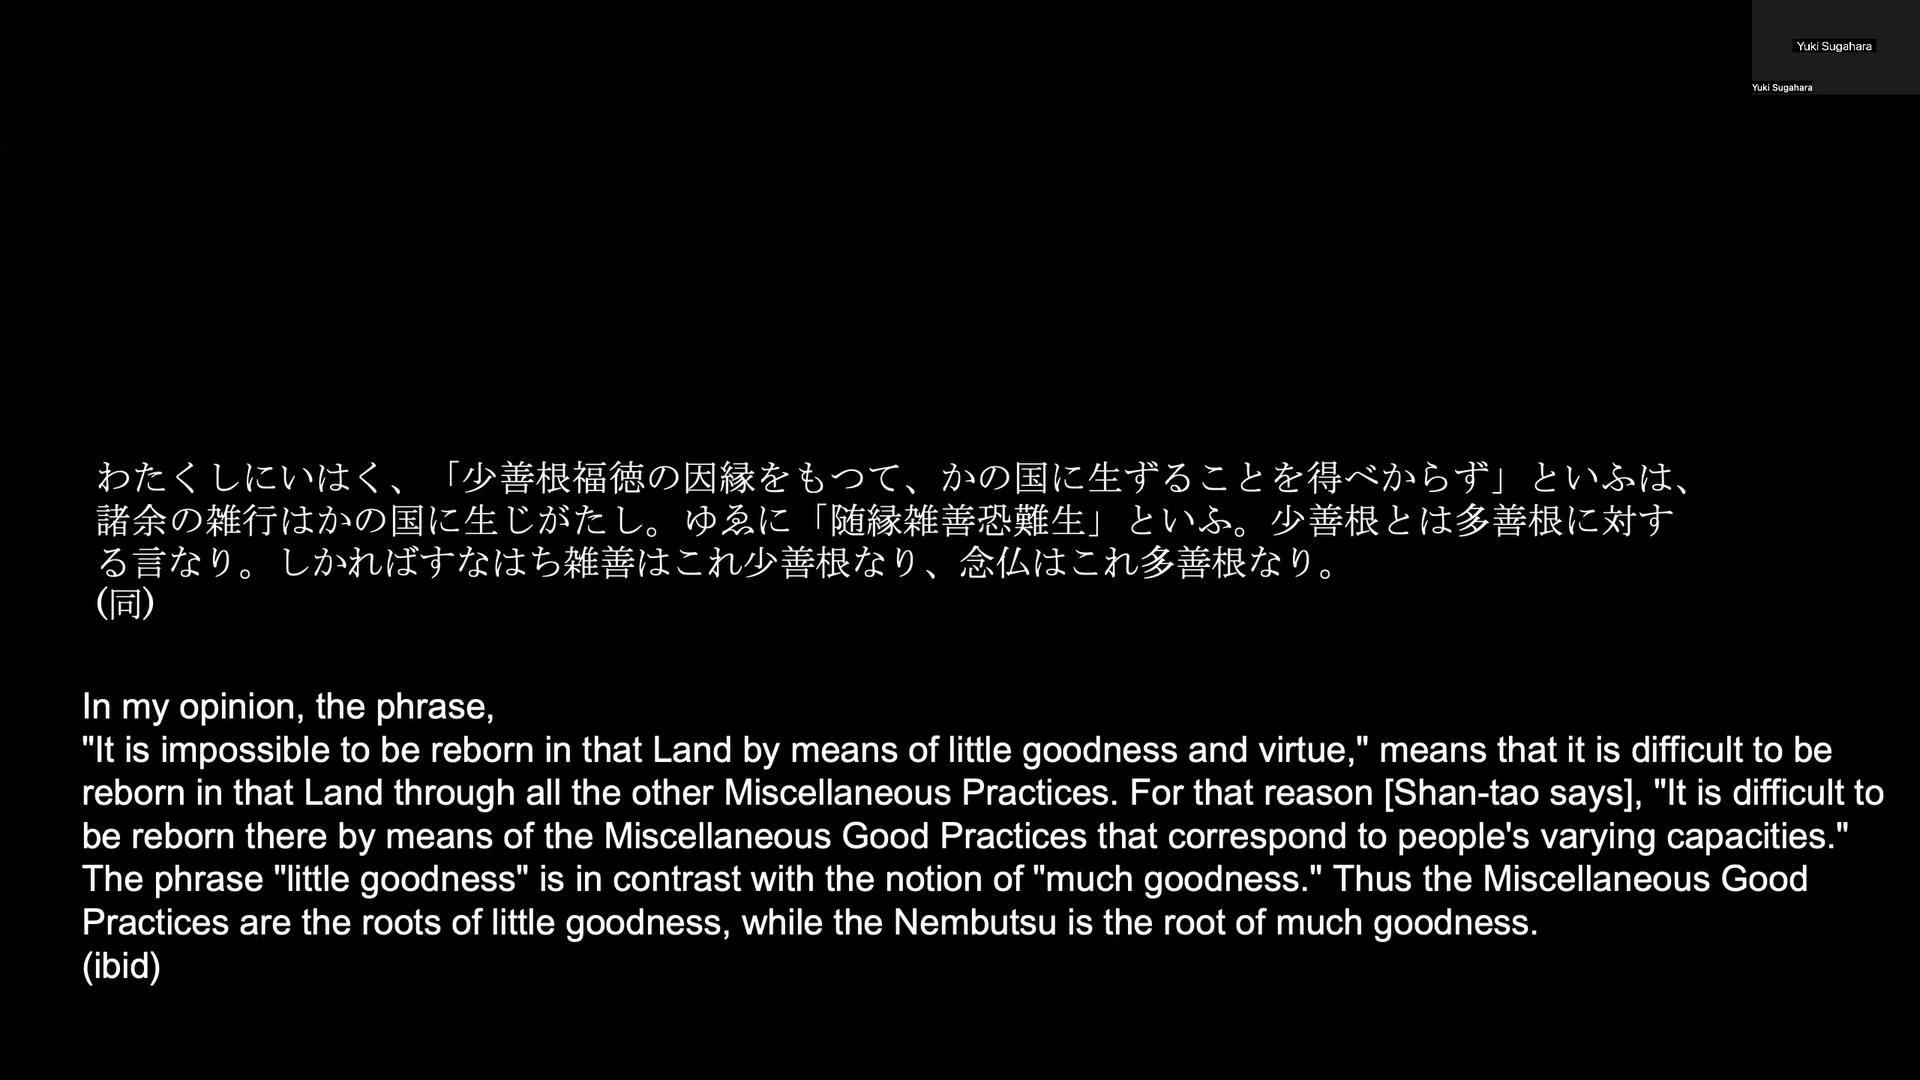 Yuki Sugahara
Yuki Sugahara
わたくしにいはく、「少善根福徳の因縁をもつて、かの国に生ずることを得べからず」といふは、
諸余の雑行はかの国に生じがたし。ゆゑに「随縁雑善恐難生」といふ。少善根とは多善根に対す
る言なり。しかればすなはち雑善はこれ少善根なり、念仏はこれ多善根なり。
(同)
In my opinion, the phrase,
"It is impossible to be reborn in that Land by means of little goodness and virtue," means that it is difficult to be
reborn in that Land through all the other Miscellaneous Practices. For that reason [Shan-tao says], "It is difficult to
be reborn there by means of the Miscellaneous Good Practices that correspond to people's varying capacities."
The phrase "little goodness" is in contrast with the notion of "much goodness." Thus the Miscellaneous Good
Practices are the roots of little goodness, while the Nembutsu is the root of much goodness.
(ibid)